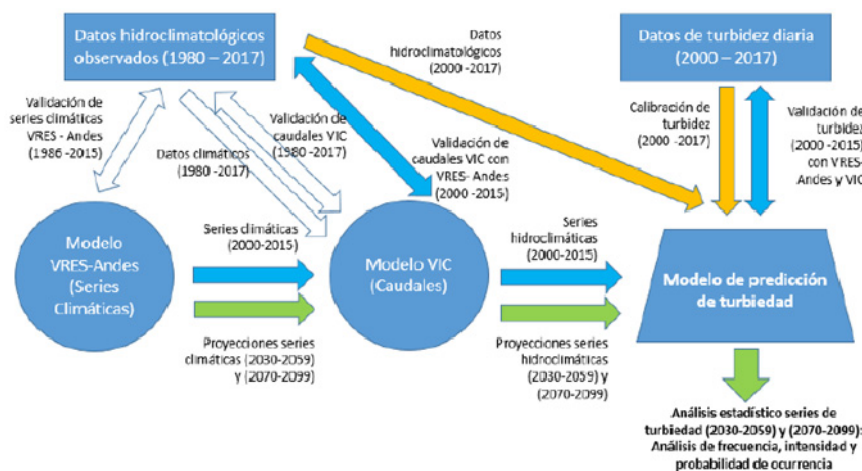 Datos hidroclimatológicos
observados (1980 – 2017)
Datos
hidroclimatológicos
(2000 -2017)
Datos de turbidez diaria
(2000 – 2017)
Validación de
series climáticas
VRES - Andes
(1986 -2015)
Datos climáticos
(1980 -2017)
Validación de
caudales VIC
(1980 -2017)
Validación de
caudales VIC con
VRES- Andes
(2000 -2015)
Calibración de
turbidez
(2000 -2017)
Validación de
turbidez
(2000 -2015)
con VRES-
Andes y VIC
Modelo
VRES-Andes
(Series
Climáticas)
Series climáticas
(2000-2015)
Proyecciones series
climáticas (2030-2059)
y (2070-2099)
Modelo VIC
(Caudales)
Series
hidroclimáticas
(2000-2015)
Proyecciones series
hidroclimáticas
(2030-2059) y
(2070-2099)
Modelo de predicción
de turbiedad
Análisis estadístico series de
turbiedad (2030-2059) y (2070-2099):
Análisis de frecuencia, intensidad y
probabilidad de ocurrencia